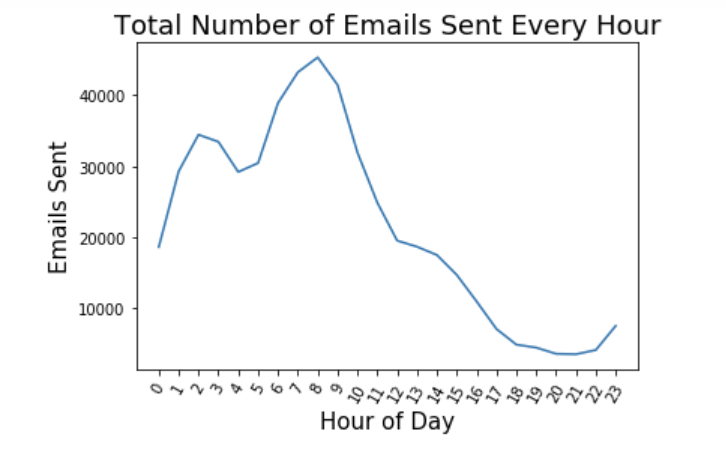 Total Number of Emails Sent Every Hour
40000
30000
20000
10000
Emails Sent
0 1 2 3 4 5 6 7 8 9 10 11 12 13 14 15 16 17 18 19 20 21 22 23
Hour of Day